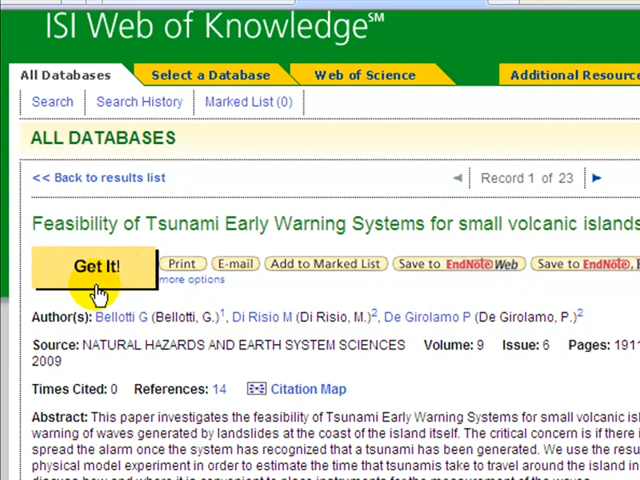 ISI Web of Knowledge℠
All Databases Select a Database Web of Science Additional Resourc
Search Search History Marked List (0)
ALL DATABASES
<< Back to results list Record 1 of 23
Feasibility of Tsunami Early Warning Systems for small volcanic islands
Get It! Print E-mail Add to Marked List Save to EndNote Web Save to EndNote,
more options
Author(s): Bellotti G (Bellotti, G.)1, Di Risio M (Di Risio, M.)2, De Girolamo P (De Girolamo, P.)2
Source: NATURAL HAZARDS AND EARTH SYSTEM SCIENCES Volume: 9 Issue: 6 Pages: 1911
2009
Times Cited: 0 References: 14 Citation Map
Abstract: This paper investigates the feasibility of Tsunami Early Warning Systems for small volcanic isl
warning of waves generated by landslides at the coast of the island itself. The critical concern is if there i
spread the alarm once the system has recognized that a tsunami has been generated. We use the resu
physical model experiment in order to estimate the time that tsunamis take to travel around the island in